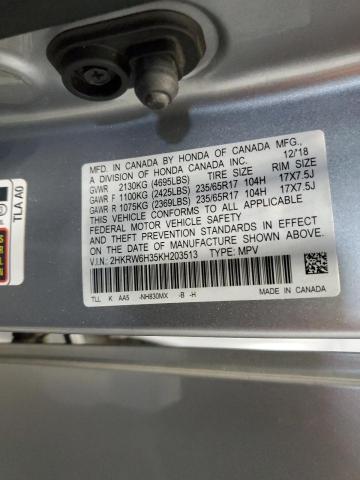 MFD. IN CANADA BY HONDA OF CANADA MFG.,
A DIVISION OF HONDA CANADA INC. 12/18
GVWR 2130KG (4695LBS) TIRE SIZE RIM SIZE
GAWR F 1100KG (2425LBS) 235/65R17 104H 17X7.5J
GAWR R 1075KG (2369LBS) 235/65R17 104H 17X7.5J
THIS VEHICLE CONFORMS TO ALL APPLICABLE
FEDERAL MOTOR VEHICLE SAFETY
AND THEFT PREVENTION STANDARDS IN EFFECT
ON THE DATE OF MANUFACTURE SHOWN ABOVE.
V.I.N.: 2HKRW6H35KH203513 TYPE: MPV
TLL K AA5 -NH830MX -B -H
MADE IN CANADA
TLA A0